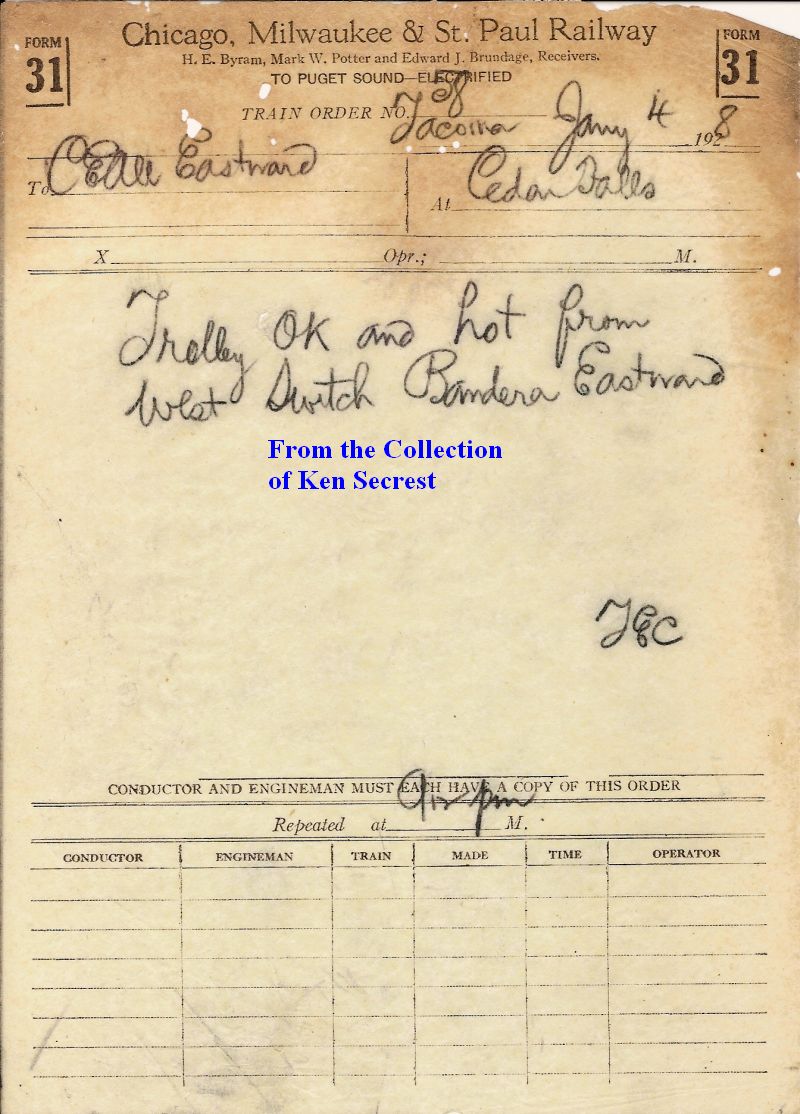 FORM 31
Chicago, Milwaukee & St. Paul Railway
FORM 31
H. E. Byram, Mark W. Potter and Edward J. Brundage, Receivers.
TO PUGET SOUND—ELECTRIFIED
TRAIN ORDER NO. 58
Tacoma Jany 4 1928
To C&E All Eastward
At Cedar Falls
X Opr.; M.
Trolley OK and hot from
West Switch Bandera Eastward
From the Collection
of Ken Secrest
CONDUCTOR AND ENGINEMAN MUST EACH HAVE A COPY OF THIS ORDER
Repeated at 912 pm M.
CONDUCTOR ENGINEMAN TRAIN MADE TIME OPERATOR